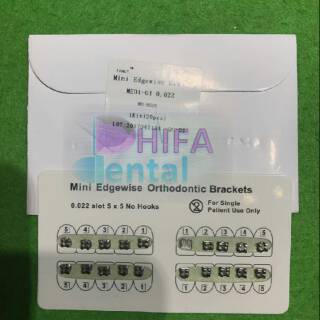 Mini Edgewise
0.022
DHIFA
dental
Mini Edgewise Orthodontic Brackets
0.022 slot 5 x 5 No Hooks
For Single
Patient Use Only
5 4 3 2 1
1 2 3 4 5
5 4 3 2 1
1 2 3 4 5